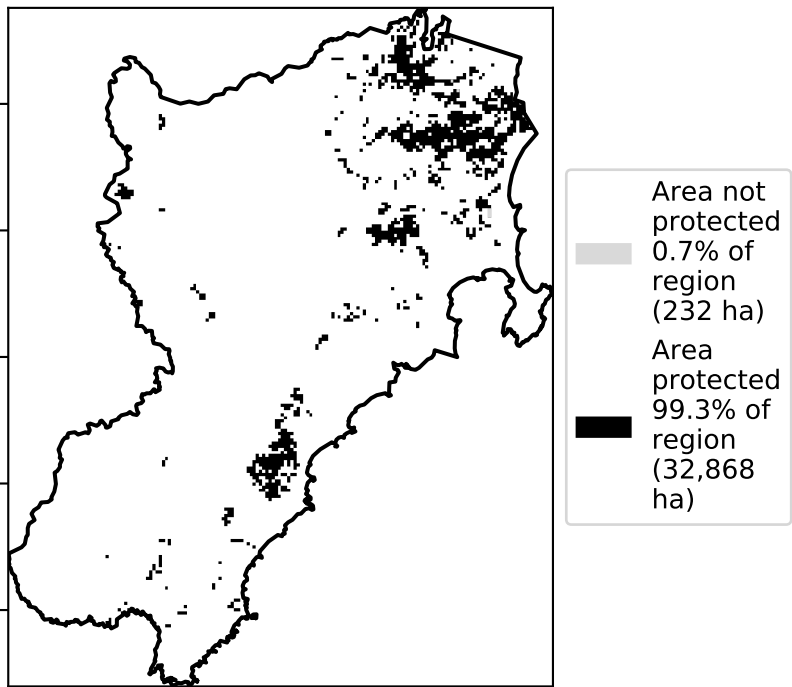 Area not
protected
0.7% of
region
(232 ha)
Area
protected
99.3% of
region
(32,868
ha)